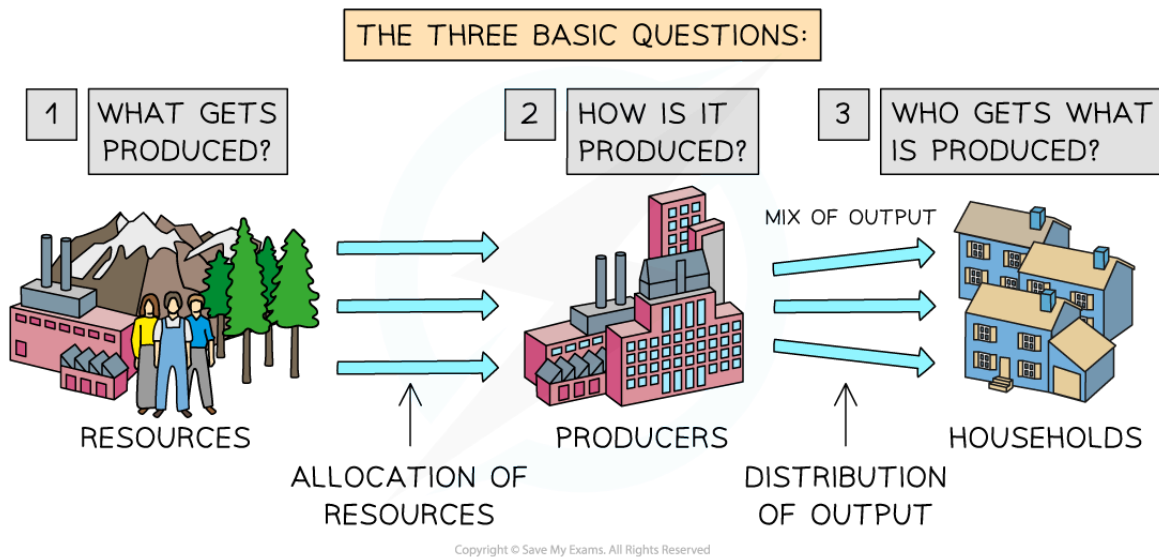 THE THREE BASIC QUESTIONS:
1
WHAT GETS
PRODUCED?
2
HOW IS IT
PRODUCED?
3
WHO GETS WHAT
IS PRODUCED?
MIX OF OUTPUT
RESOURCES
PRODUCERS
HOUSEHOLDS
ALLOCATION OF
RESOURCES
DISTRIBUTION
OF OUTPUT
Copyright © Save My Exams. All Rights Reserved